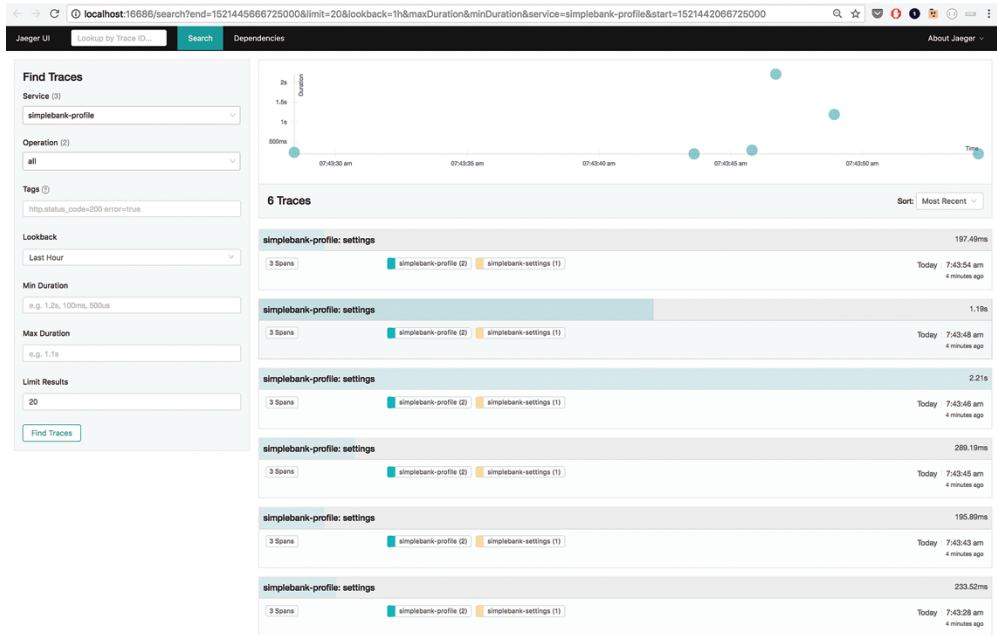 localhost:16686/search?end=1521445666725000&limit=20&lookback=1h&maxDuration&minDuration&service=simplebank-profile&start=1521442066725000
Jaeger UI
Lookup by Trace ID...
Search
Dependencies
About Jaeger
Find Traces
Service (3)
simplebank-profile
Operation (2)
all
Tags
http.status_code=200 error=true
Lookback
Last Hour
Min Duration
e.g. 1.2s, 100ms, 500us
Max Duration
e.g. 1.1s
Limit Results
20
Find Traces
Duration
2s
1.5s
1s
500ms
Time
07:43:30 am
07:43:35 am
07:43:40 am
07:43:45 am
07:43:50 am
6 Traces
Sort: Most Recent
simplebank-profile: settings 197.49ms
3 Spans simplebank-profile (2) simplebank-settings (1) Today 7:43:54 am
4 minutes ago
simplebank-profile: settings 1.19s
3 Spans simplebank-profile (2) simplebank-settings (1) Today 7:43:48 am
4 minutes ago
simplebank-profile: settings 2.21s
3 Spans simplebank-profile (2) simplebank-settings (1) Today 7:43:46 am
4 minutes ago
simplebank-profile: settings 289.19ms
3 Spans simplebank-profile (2) simplebank-settings (1) Today 7:43:45 am
4 minutes ago
simplebank-profile: settings 195.89ms
3 Spans simplebank-profile (2) simplebank-settings (1) Today 7:43:43 am
4 minutes ago
simplebank-profile: settings 233.52ms
3 Spans simplebank-profile (2) simplebank-settings (1) Today 7:43:28 am
4 minutes ago